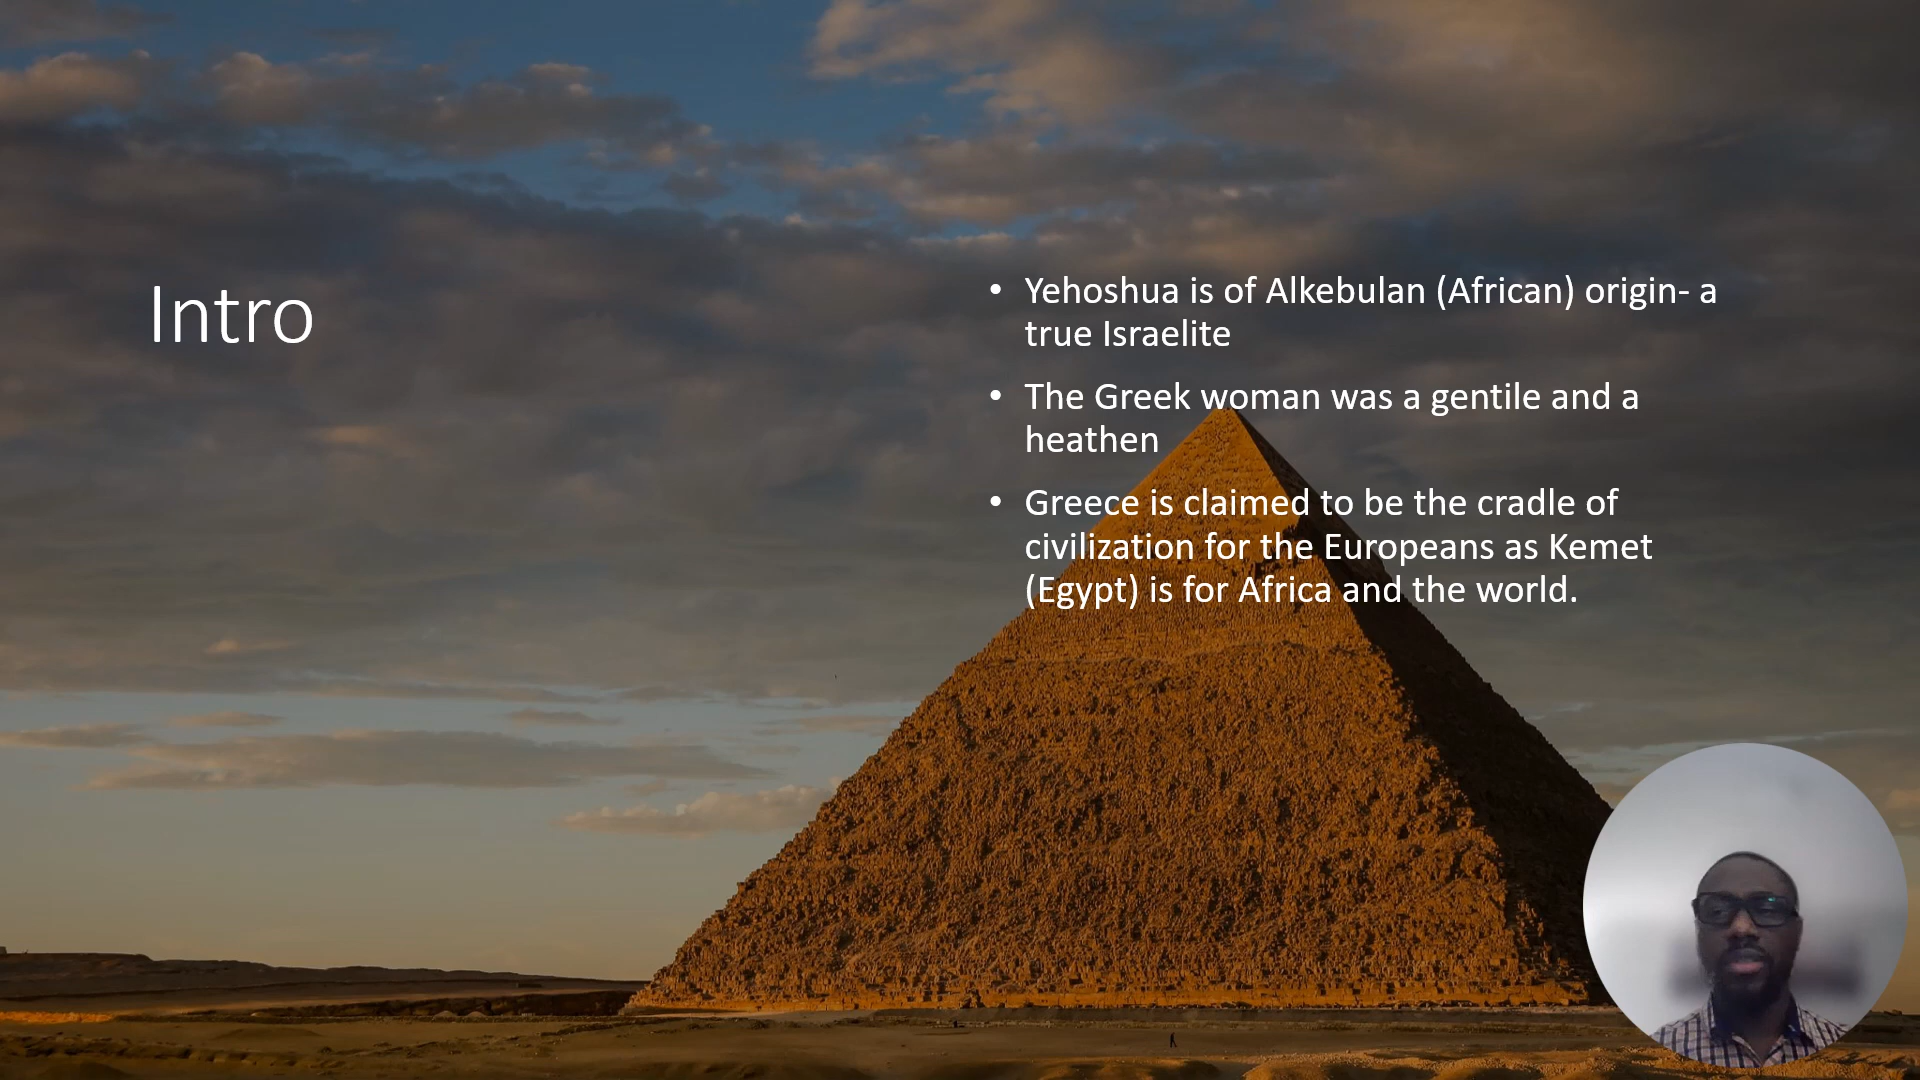 Intro
• Yehoshua is of Alkebulan (African) origin- a
true Israelite
• The Greek woman was a gentile and a
heathen
• Greece is claimed to be the cradle of
civilization for the Europeans as Kemet
(Egypt) is for Africa and the world.